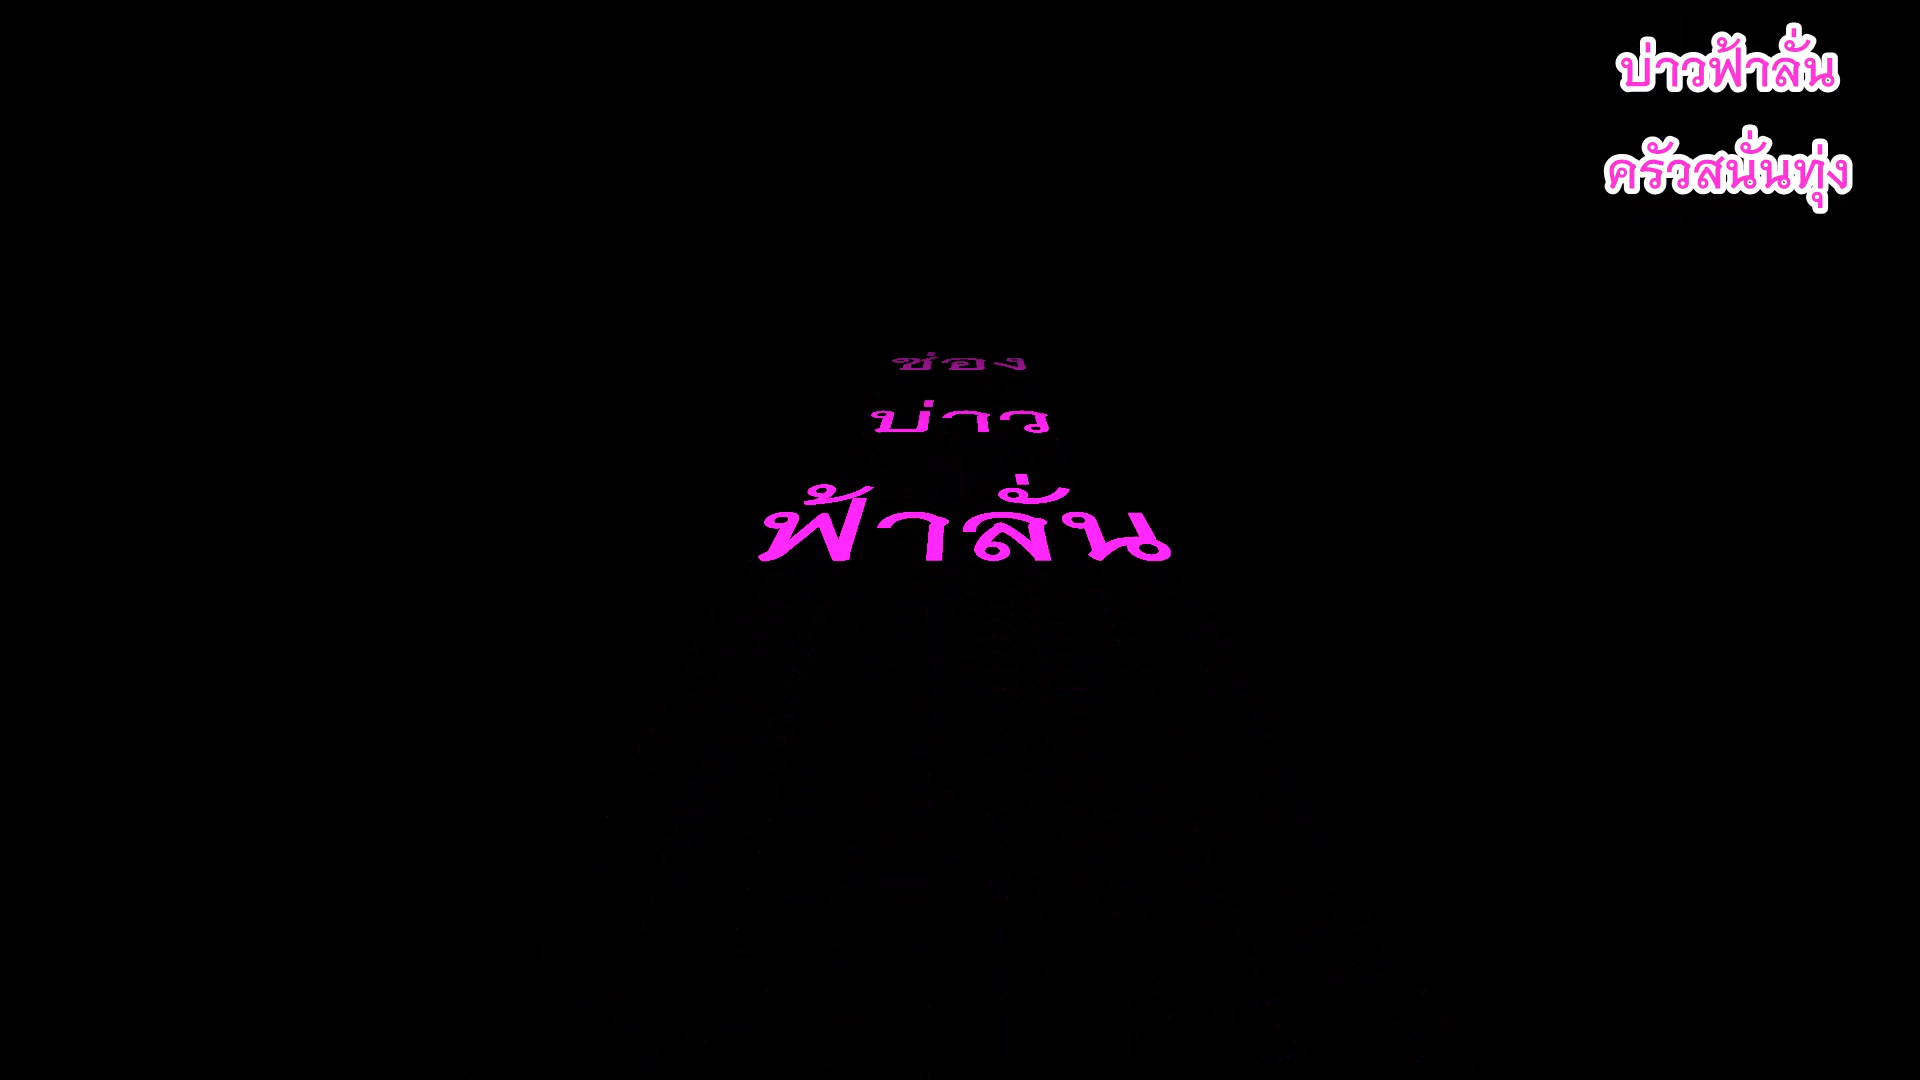 บ่าวฟ้าลั่น
ครัวสนั่นทุ่ง
ช่อง
บ่าว
ฟ้าลั่น